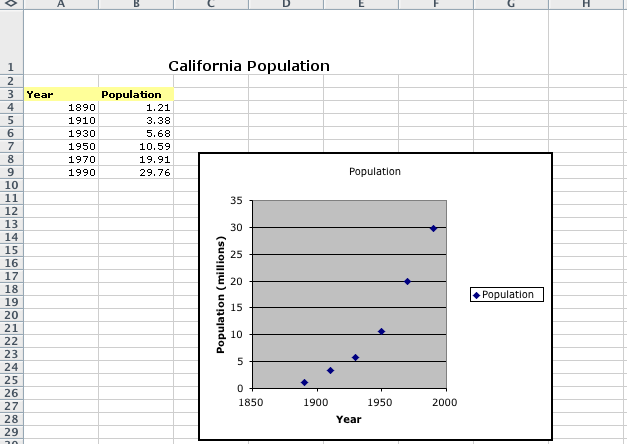 A B C D E F G H
1 California Population
2
3 Year Population
4 1890 1.21
5 1910 3.38
6 1930 5.68
7 1950 10.59
8 1970 19.91
9 1990 29.76
10
11
12
13
14
15
16
17
18
19
20
21
22
23
24
25
26
27
28
29
Population
35
30
25
20
15
10
5
0
Population (millions)
1850 1900 1950 2000
Year
Population